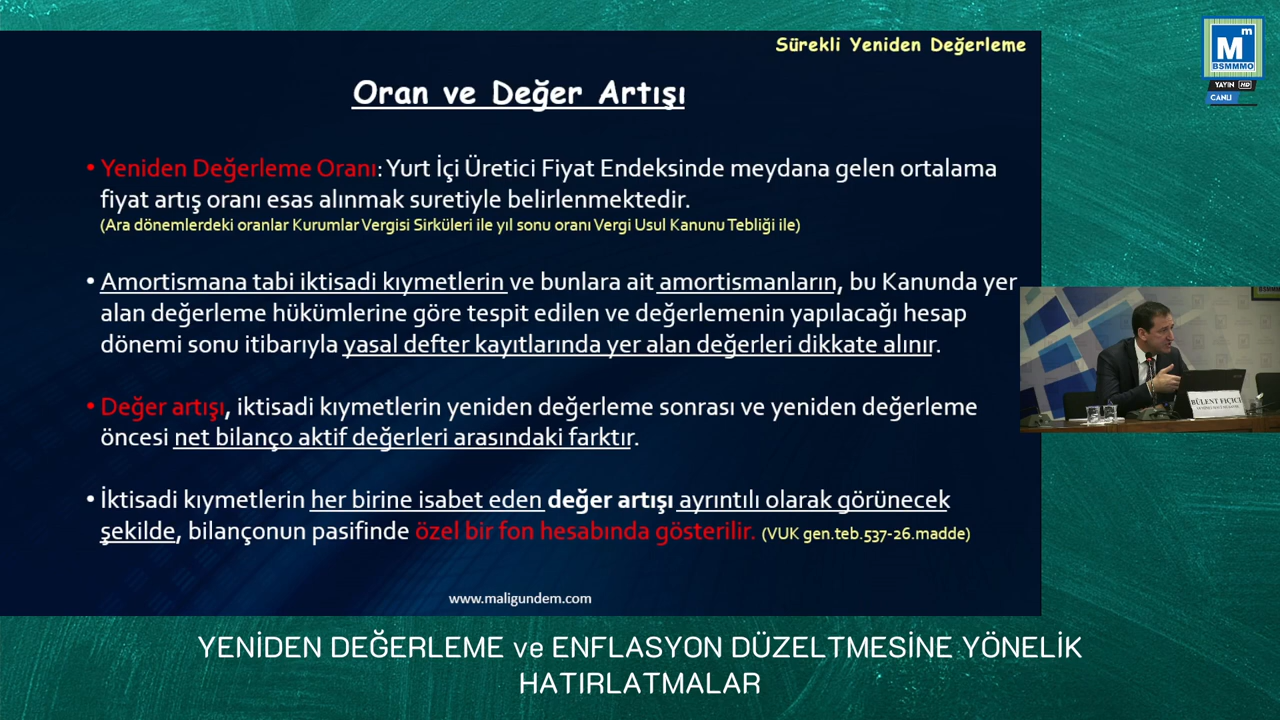 Sürekli Yeniden Değerleme
Oran ve Değer Artışı
• Yeniden Değerleme Oranı: Yurt İçi Üretici Fiyat Endeksinde meydana gelen ortalama
fiyat artış oranı esas alınmak suretiyle belirlenmektedir.
(Ara dönemlerdeki oranlar Kurumlar Vergisi Sirküleri ile yıl sonu oranı Vergi Usul Kanunu Tebliği ile)
• Amortismana tabi iktisadi kıymetlerin ve bunlara ait amortismanların, bu Kanunda yer
alan değerleme hükümlerine göre tespit edilen ve değerlemenin yapılacağı hesap
dönemi sonu itibarıyla yasal defter kayıtlarında yer alan değerleri dikkate alınır.
• Değer artışı, iktisadi kıymetlerin yeniden değerleme sonrası ve yeniden değerleme
öncesi net bilanço aktif değerleri arasındaki farktır.
• İktisadi kıymetlerin her birine isabet eden değer artışı ayrıntılı olarak görünecek
şekilde, bilançonun pasifinde özel bir fon hesabında gösterilir. (VUK gen.teb.537-26.madde)
www.maligundem.com
Mm
BSMMMO
YAYIN HD
CANLI
BÜLENT FIÇICI
YENİDEN DEĞERLEME ve ENFLASYON DÜZELTMESİNE YÖNELİK
HATIRLATMALAR